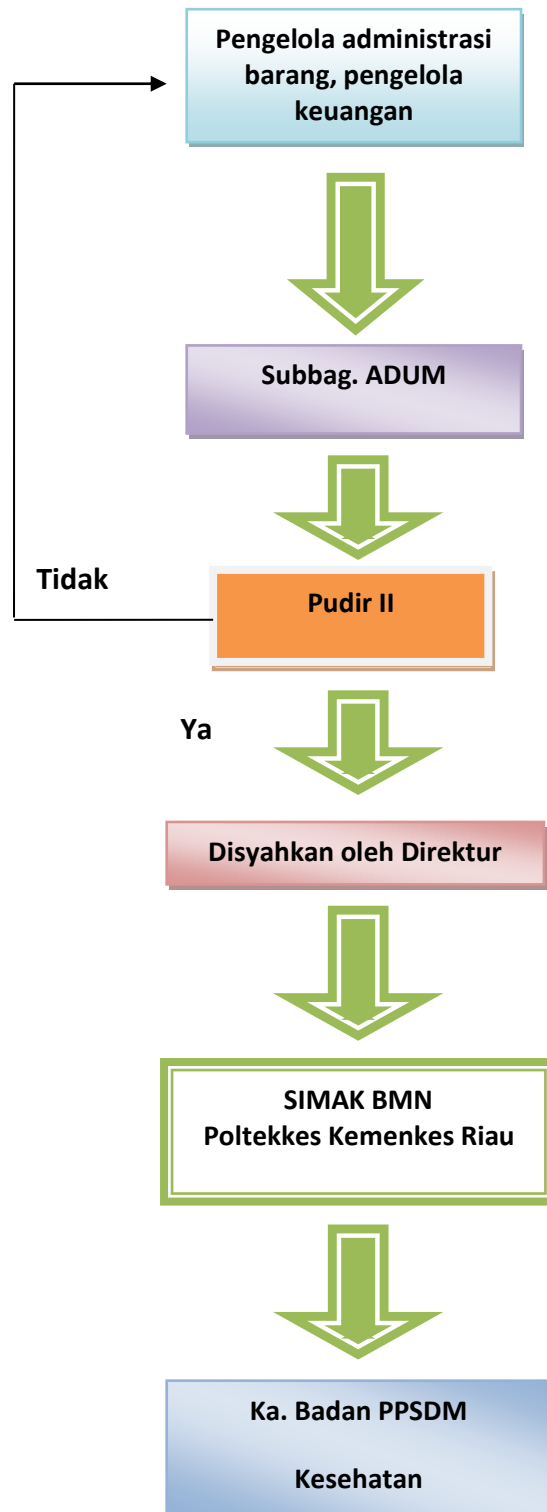 Pengelola administrasi
barang, pengelola
keuangan
Subbag. ADUM
Tidak
Pudir II
Ya
Disyahkan oleh Direktur
SIMAK BMN
Poltekkes Kemenkes Riau
Ka. Badan PPSDM
Kesehatan